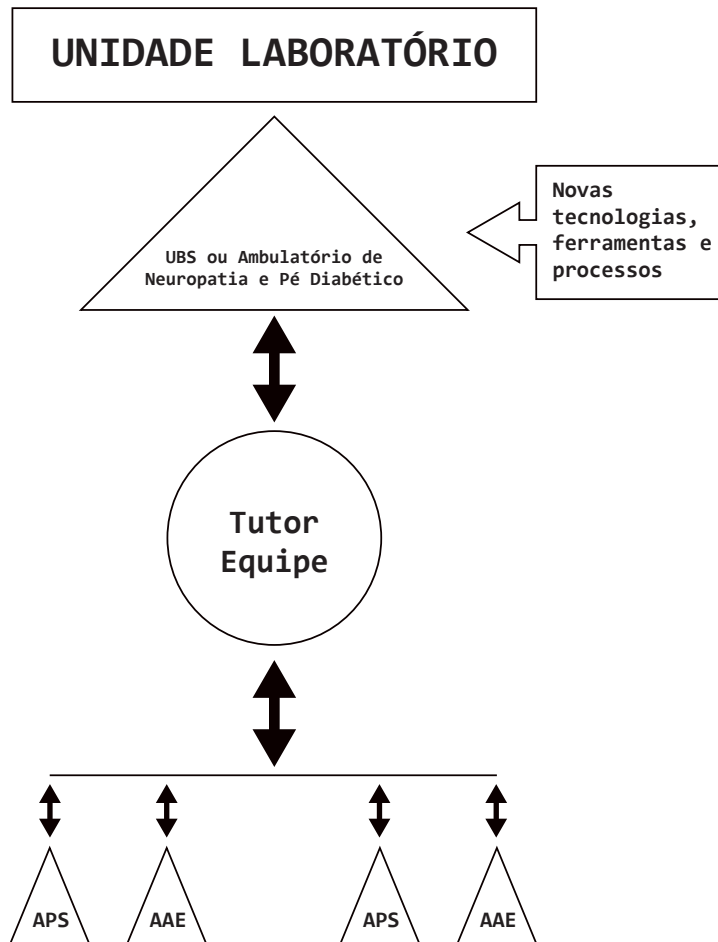 UNIDADE LABORATÓRIO
Novas
tecnologias,
ferramentas e
processos
UBS ou Ambulatório de
Neuropatia e Pé Diabético
Tutor
Equipe
APS
AAE
APS
AAE